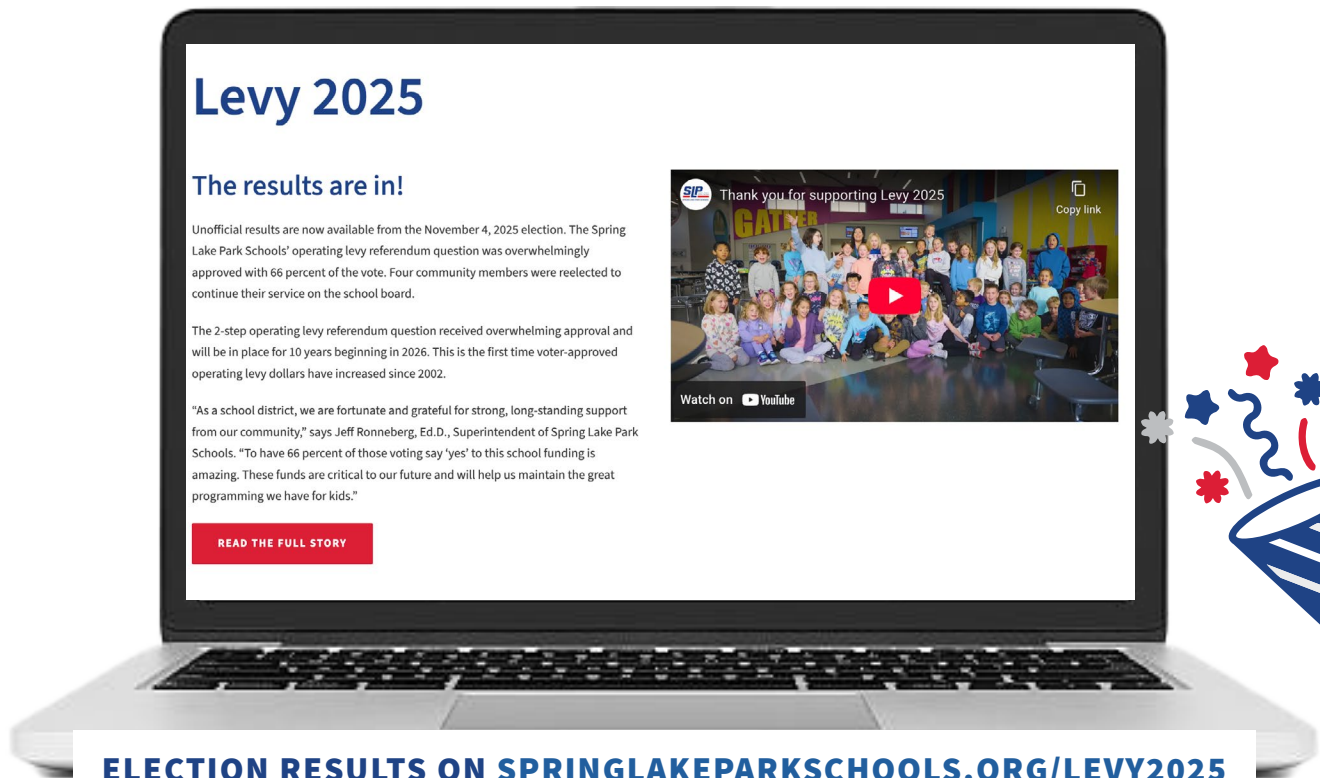 Levy 2025
The results are in!
Unofficial results are now available from the November 4, 2025 election. The Spring
Lake Park Schools' operating levy referendum question was overwhelmingly
approved with 66 percent of the vote. Four community members were reelected to
continue their service on the school board.
The 2-step operating levy referendum question received overwhelming approval and
will be in place for 10 years beginning in 2026. This is the first time voter-approved
operating levy dollars have increased since 2002.
“As a school district, we are fortunate and grateful for strong, long-standing support
from our community,” says Jeff Ronneberg, Ed.D., Superintendent of Spring Lake Park
Schools. “To have 66 percent of those voting say ‘yes’ to this school funding is
amazing. These funds are critical to our future and will help us maintain the great
programming we have for kids.”
READ THE FULL STORY
SLP
Thank you for supporting Levy 2025
Copy link
GATHER
Watch on YouTube
ELECTION RESULTS ON SPRINGLAKEPARKSCHOOLS.ORG/LEVY2025